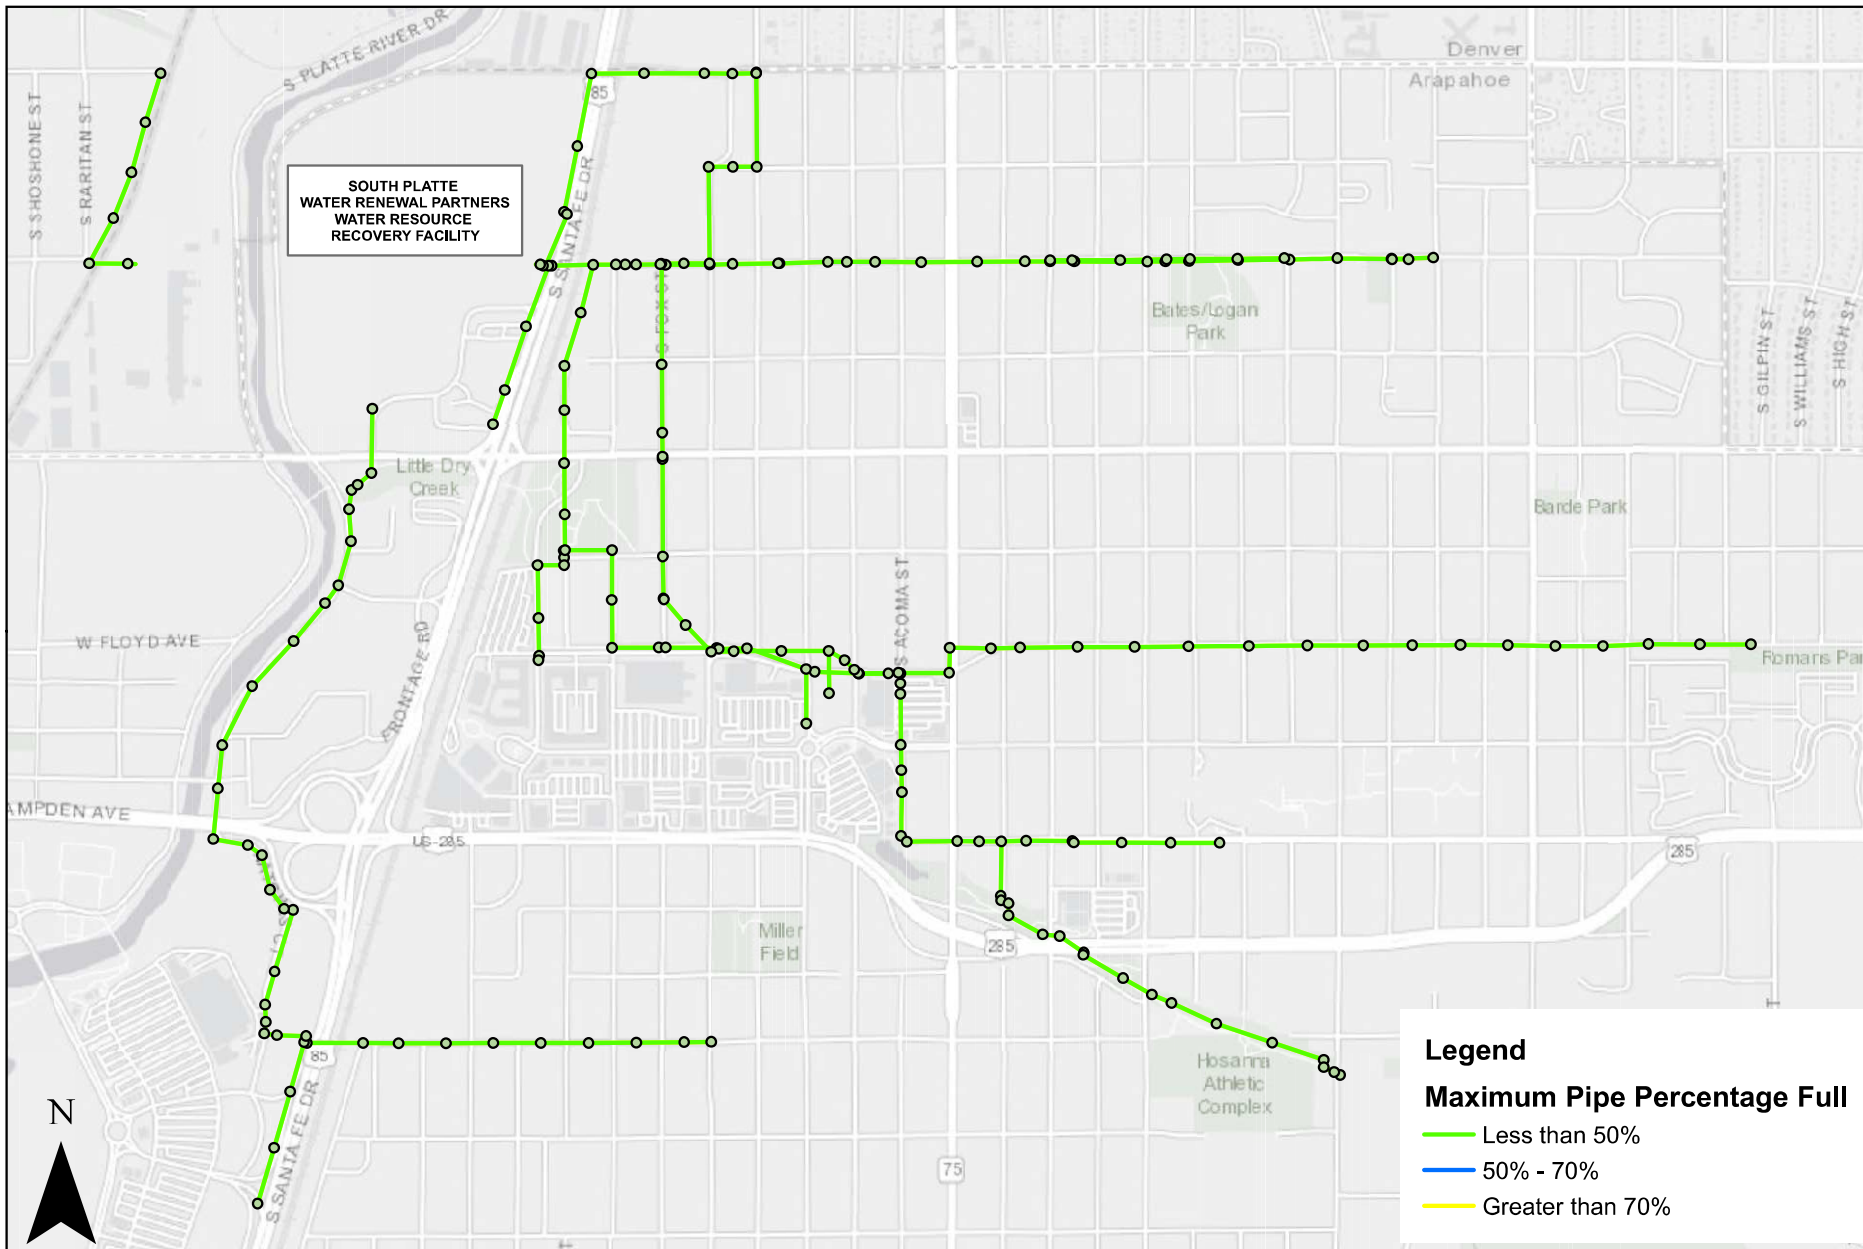 Denver
Arapahoe
S PLATTE RIVER DR
85
S SHOSHONE ST
S RARITAN ST
SOUTH PLATTE
WATER RENEWAL PARTNERS
WATER RESOURCE
RECOVERY FACILITY
S SANTA FE DR
S FOX ST
Bates/Logan
Park
S GILPIN ST
S WILLIAMS ST
S HIGH ST
Little Dry
Creek
Barde Park
S ACOMA ST
W FLOYD AVE
FRONTAGE RD
Romans Par
AMPDEN AVE
US-285
285
Miller
Field
285
85
Hosanna
Athletic
Complex
S SANTA FE DR
75
N
Legend
Maximum Pipe Percentage Full
Less than 50%
50% - 70%
Greater than 70%